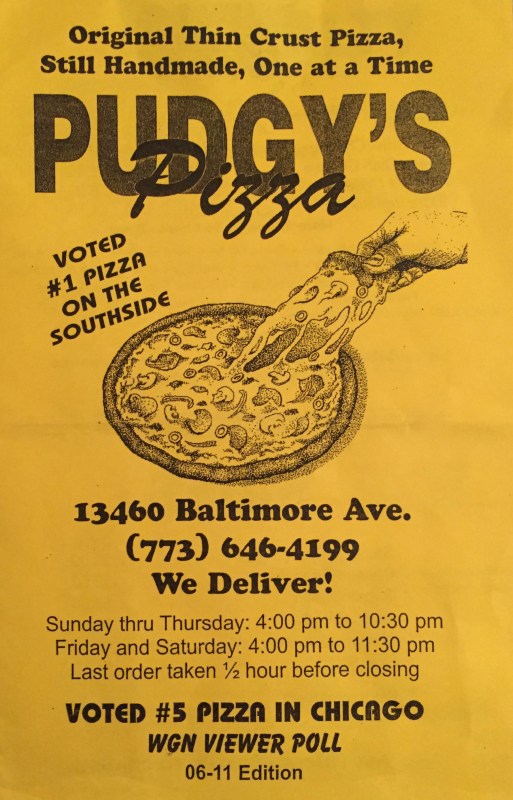 Original Thin Crust Pizza,
Still Handmade, One at a Time
PUDGY'S
Pizza
VOTED
#1 PIZZA
ON THE
SOUTHSIDE
13460 Baltimore Ave.
(773) 646-4199
We Deliver!
Sunday thru Thursday: 4:00 pm to 10:30 pm
Friday and Saturday: 4:00 pm to 11:30 pm
Last order taken ½ hour before closing
VOTED #5 PIZZA IN CHICAGO
WGN VIEWER POLL
06-11 Edition